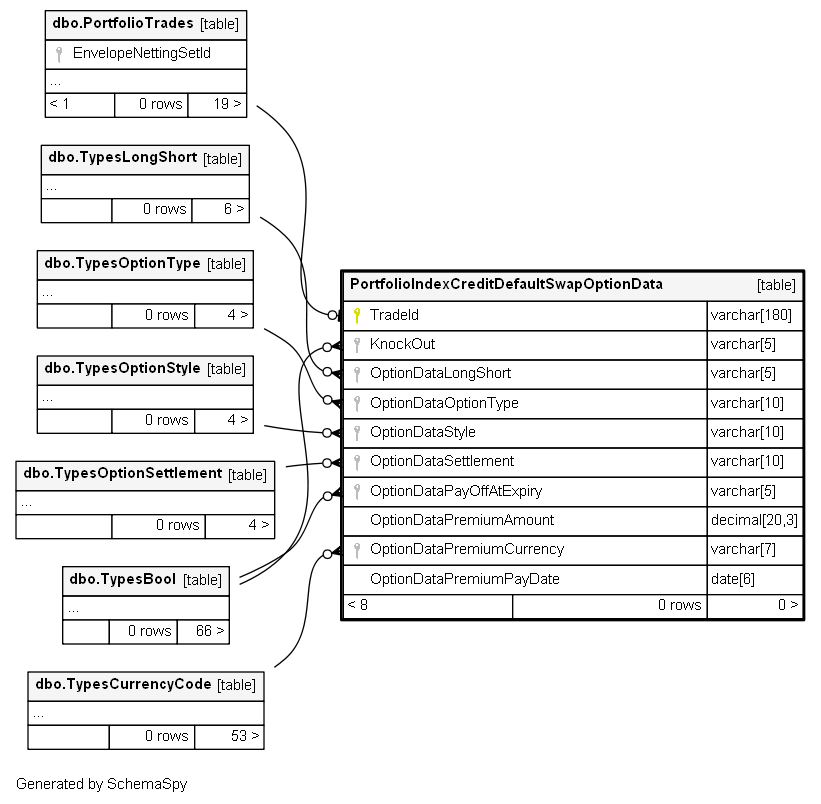 dbo.PortfolioTrades [table]
EnvelopeNettingSetId
...
< 1 0 rows 19 >
dbo.TypesLongShort [table]
...
0 rows 6 >
dbo.TypesOptionType [table]
...
0 rows 4 >
dbo.TypesOptionStyle [table]
...
0 rows 4 >
dbo.TypesOptionSettlement [table]
...
0 rows 4 >
dbo.TypesBool [table]
...
0 rows 66 >
dbo.TypesCurrencyCode [table]
...
0 rows 53 >
PortfolioIndexCreditDefaultSwapOptionData [table]
TradeId varchar[180]
KnockOut varchar[5]
OptionDataLongShort varchar[5]
OptionDataOptionType varchar[10]
OptionDataStyle varchar[10]
OptionDataSettlement varchar[10]
OptionDataPayOffAtExpiry varchar[5]
OptionDataPremiumAmount decimal[20,3]
OptionDataPremiumCurrency varchar[7]
OptionDataPremiumPayDate date[6]
< 8 0 rows 0 >
Generated by SchemaSpy